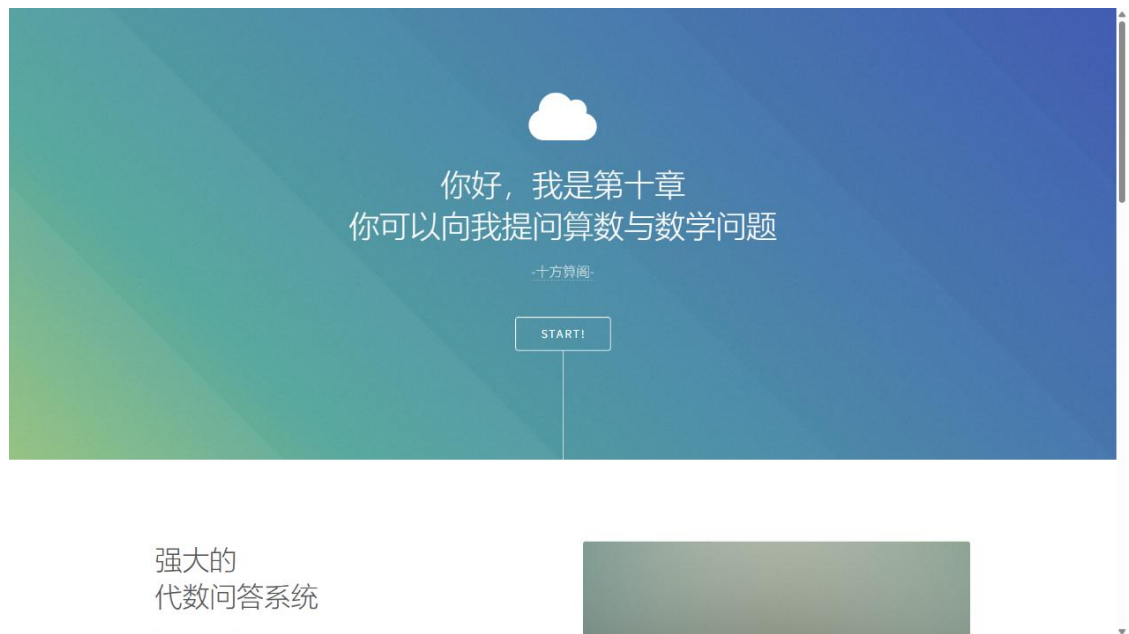 你好，我是第十章
你可以向我提问算数与数学问题
-十方算阁-
START!
强大的
代数问答系统